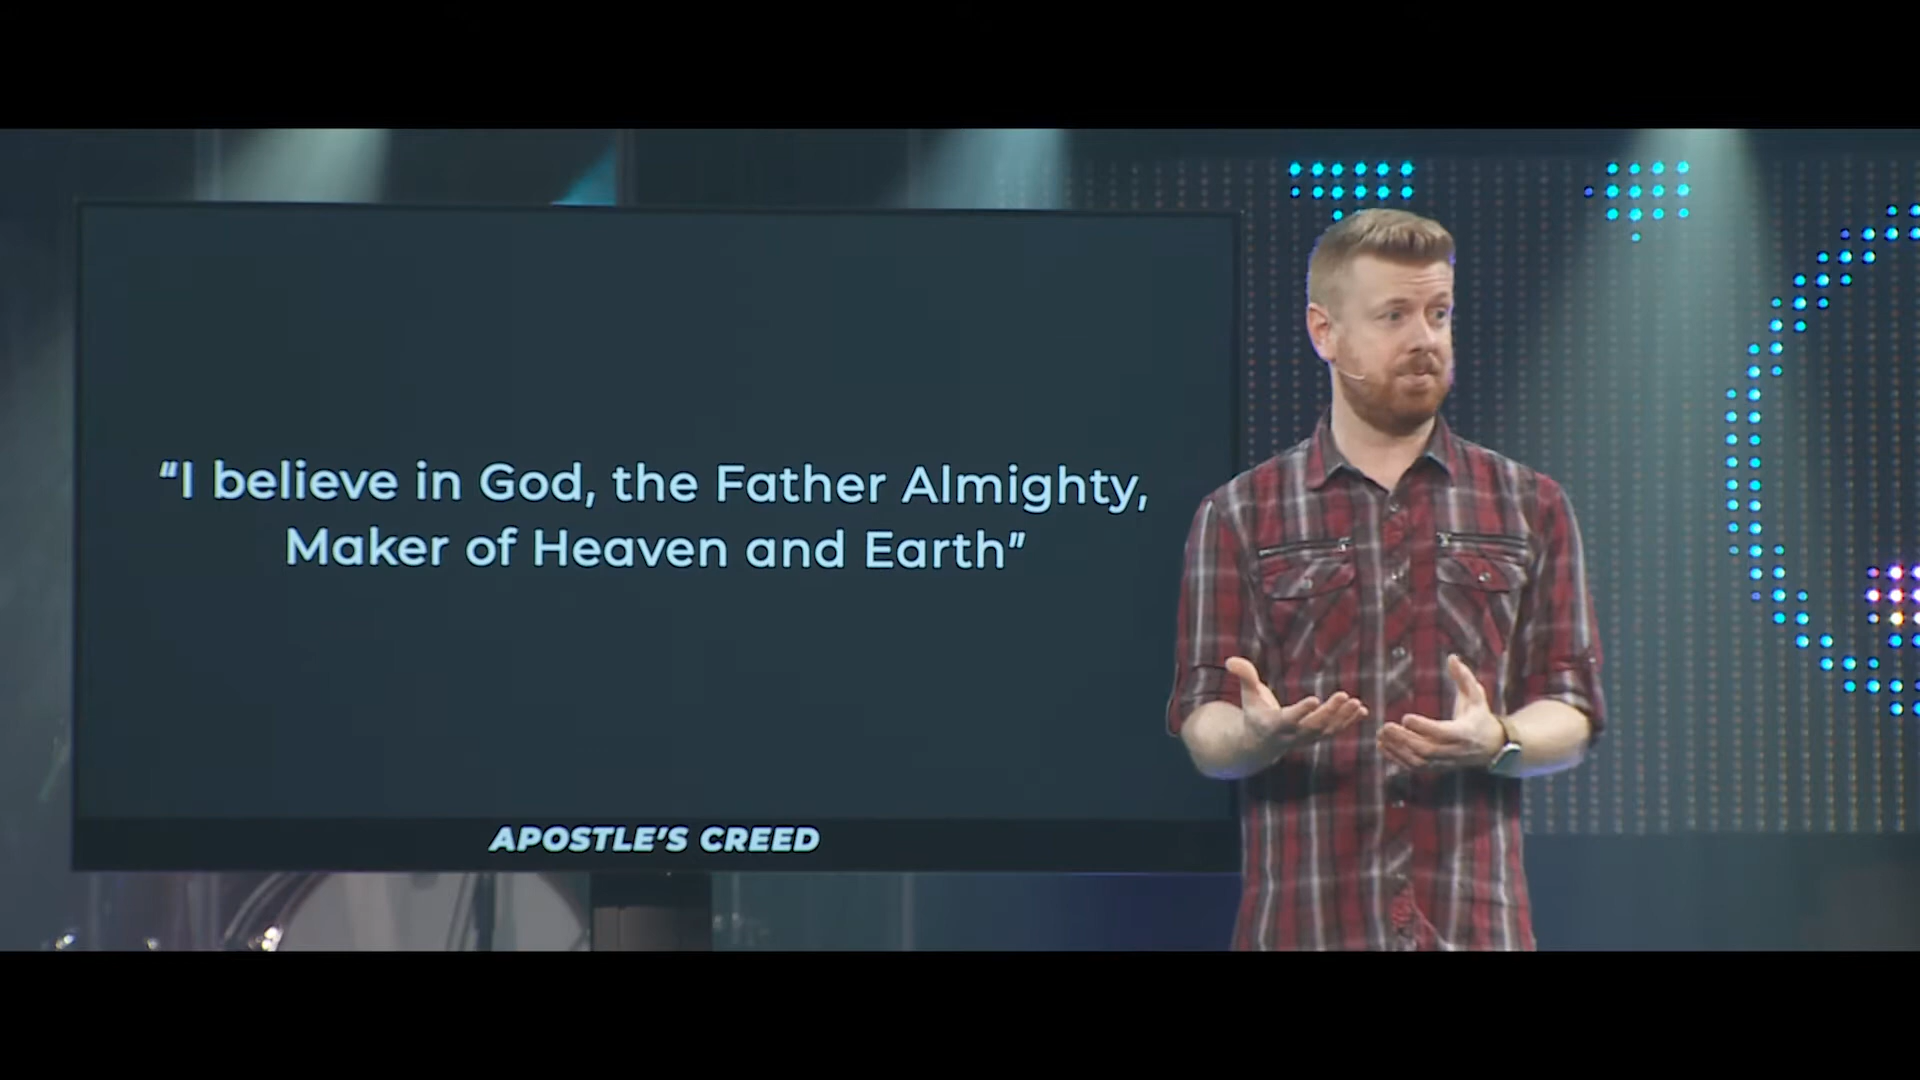 “I believe in God, the Father Almighty,
Maker of Heaven and Earth”
APOSTLE’S CREED